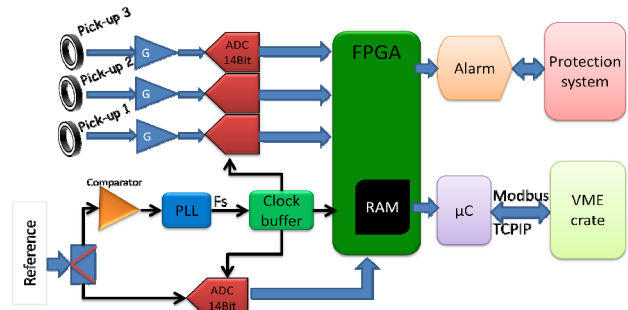 Pick-up 3
G
ADC
14Bit
Pick-up 2
G
Pick-up 1
G
FPGA
RAM
Alarm
Protection
system
Comparator
PLL
Fs
Clock
buffer
Reference
ADC
14Bit
µC
Modbus
TCPIP
VME
crate